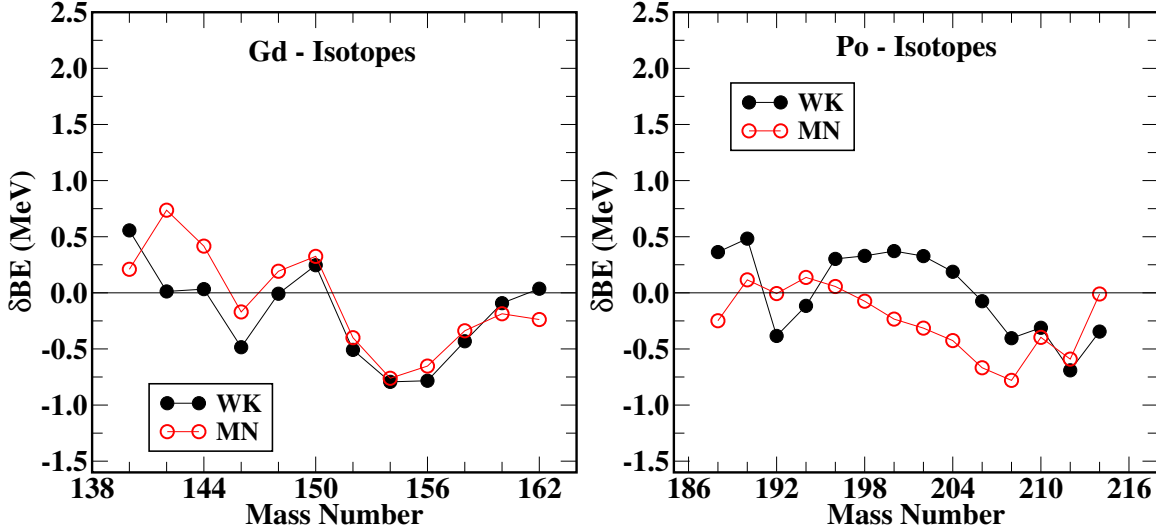 Gd - Isotopes
δBE (MeV)
2.5
2.0
1.5
1.0
0.5
0.0
-0.5
-1.0
-1.5
WK
MN
138
144
150
156
162
Mass Number
Po - Isotopes
δBE (MeV)
2.5
2.0
1.5
1.0
0.5
0.0
-0.5
-1.0
-1.5
WK
MN
186
192
198
204
210
216
Mass Number